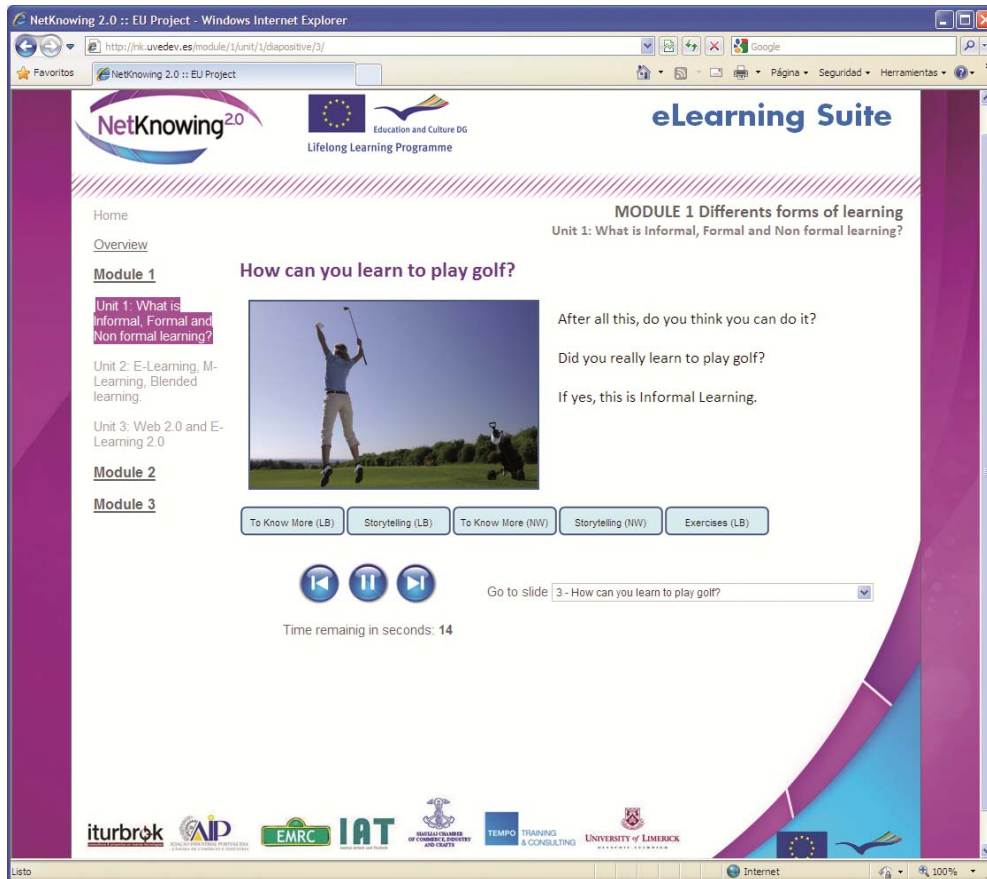 NetKnowing 2.0 :: EU Project - Windows Internet Explorer
http://nk.uvedev.es/module/1/unit/1/diapositive/3/
Google
Favoritos
NetKnowing 2.0 :: EU Project
Página
Seguridad
Herramientas
NetKnowing2.0
Education and Culture DG
Lifelong Learning Programme
eLearning Suite
MODULE 1 Differents forms of learning
Unit 1: What is Informal, Formal and Non formal learning?
Home
Overview
Module 1
Unit 1: What is
Informal, Formal and
Non formal learning?
Unit 2: E-Learning, M-
Learning, Blended
learning.
Unit 3: Web 2.0 and E-
Learning 2.0
Module 2
Module 3
How can you learn to play golf?
After all this, do you think you can do it?
Did you really learn to play golf?
If yes, this is Informal Learning.
To Know More (LB)
Storytelling (LB)
To Know More (NW)
Storytelling (NW)
Exercises (LB)
Go to slide
3 - How can you learn to play golf?
Time remainig in seconds: 14
iturbrok
AIP
EMRC
IAT
SIAULIAI CHAMBER
OF COMMERCE, INDUSTRY
AND CRAFTS
TEMPO TRAINING
& CONSULTING
UNIVERSITY of LIMERICK
Listo
Internet
100%